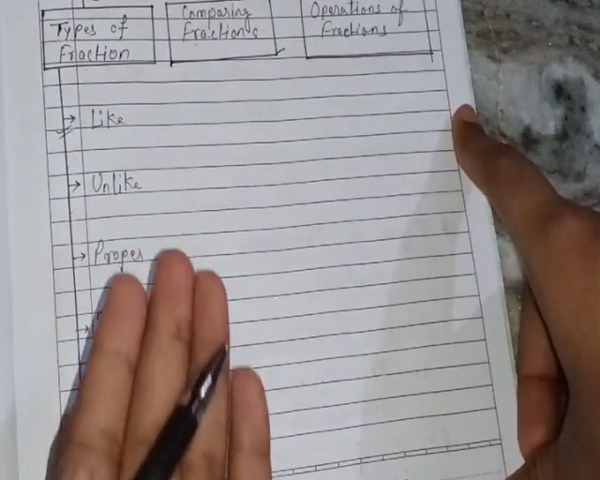 Types of
Fraction
Comparing
Fractions
Operations of
Fractions
Like
Unlike
Proper